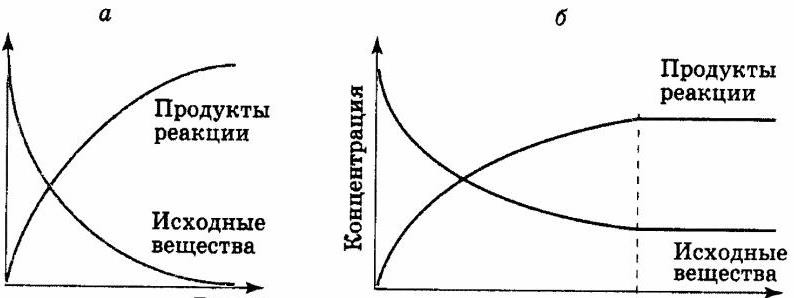 а
Продукты
реакции
Исходные
вещества
б
Концентрация
Продукты
реакции
Исходные
вещества